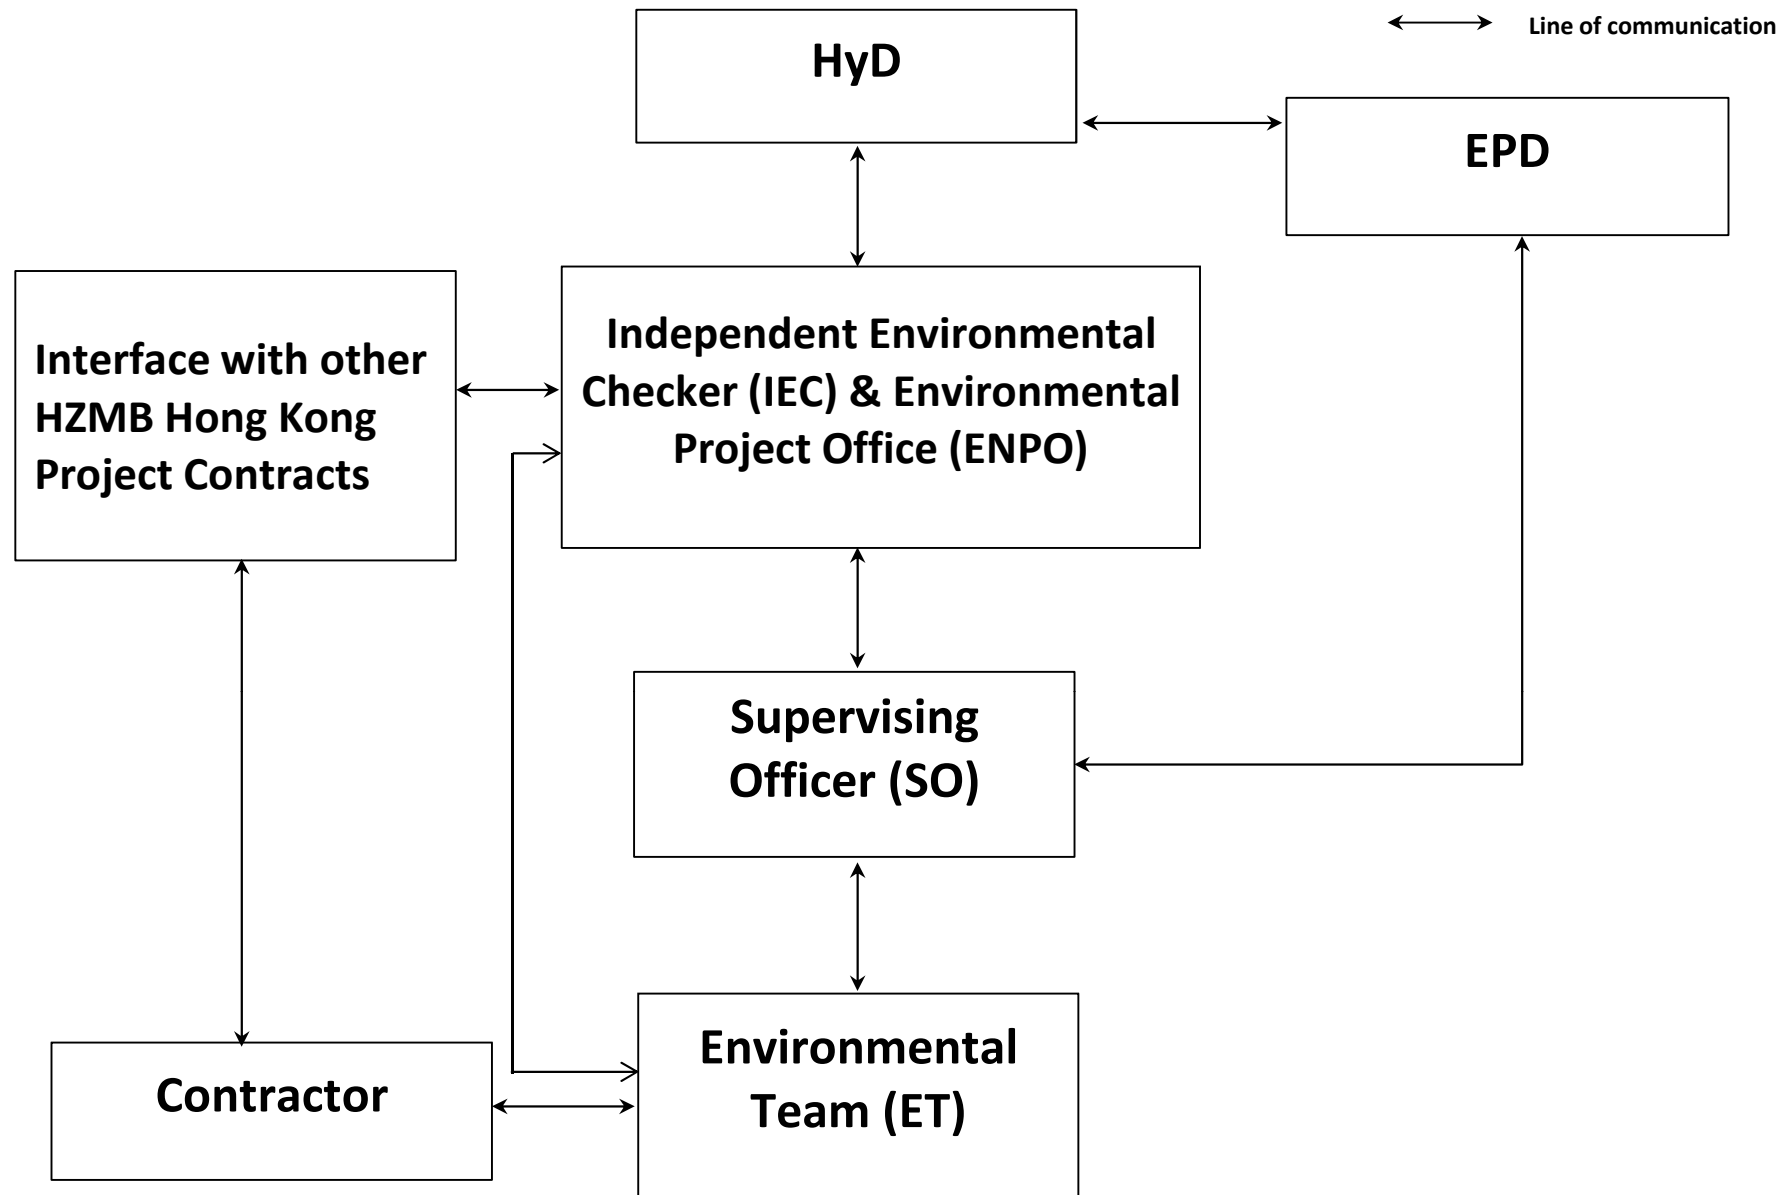 Line of communication
HyD
EPD
Interface with other
HZMB Hong Kong
Project Contracts
Independent Environmental
Checker (IEC) & Environmental
Project Office (ENPO)
Supervising
Officer (SO)
Contractor
Environmental
Team (ET)